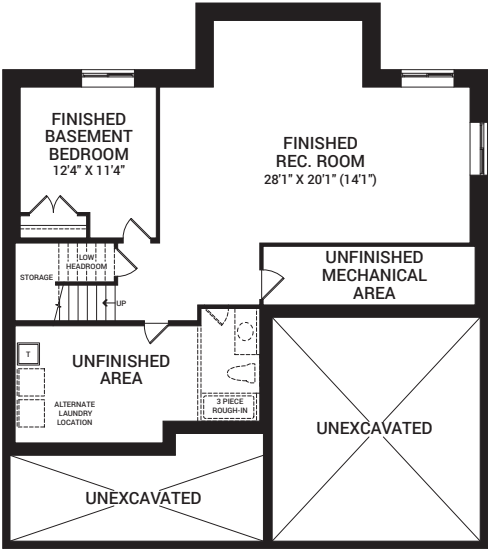 FINISHED
BASEMENT
BEDROOM
12'4" X 11'4"
FINISHED
REC. ROOM
28'1" X 20'1" (14'1")
LOW
HEADROOM
STORAGE
UP
UNFINISHED
MECHANICAL
AREA
T
UNFINISHED
AREA
ALTERNATE
LAUNDRY
LOCATION
3 PIECE
ROUGH-IN
UNEXCAVATED
UNEXCAVATED